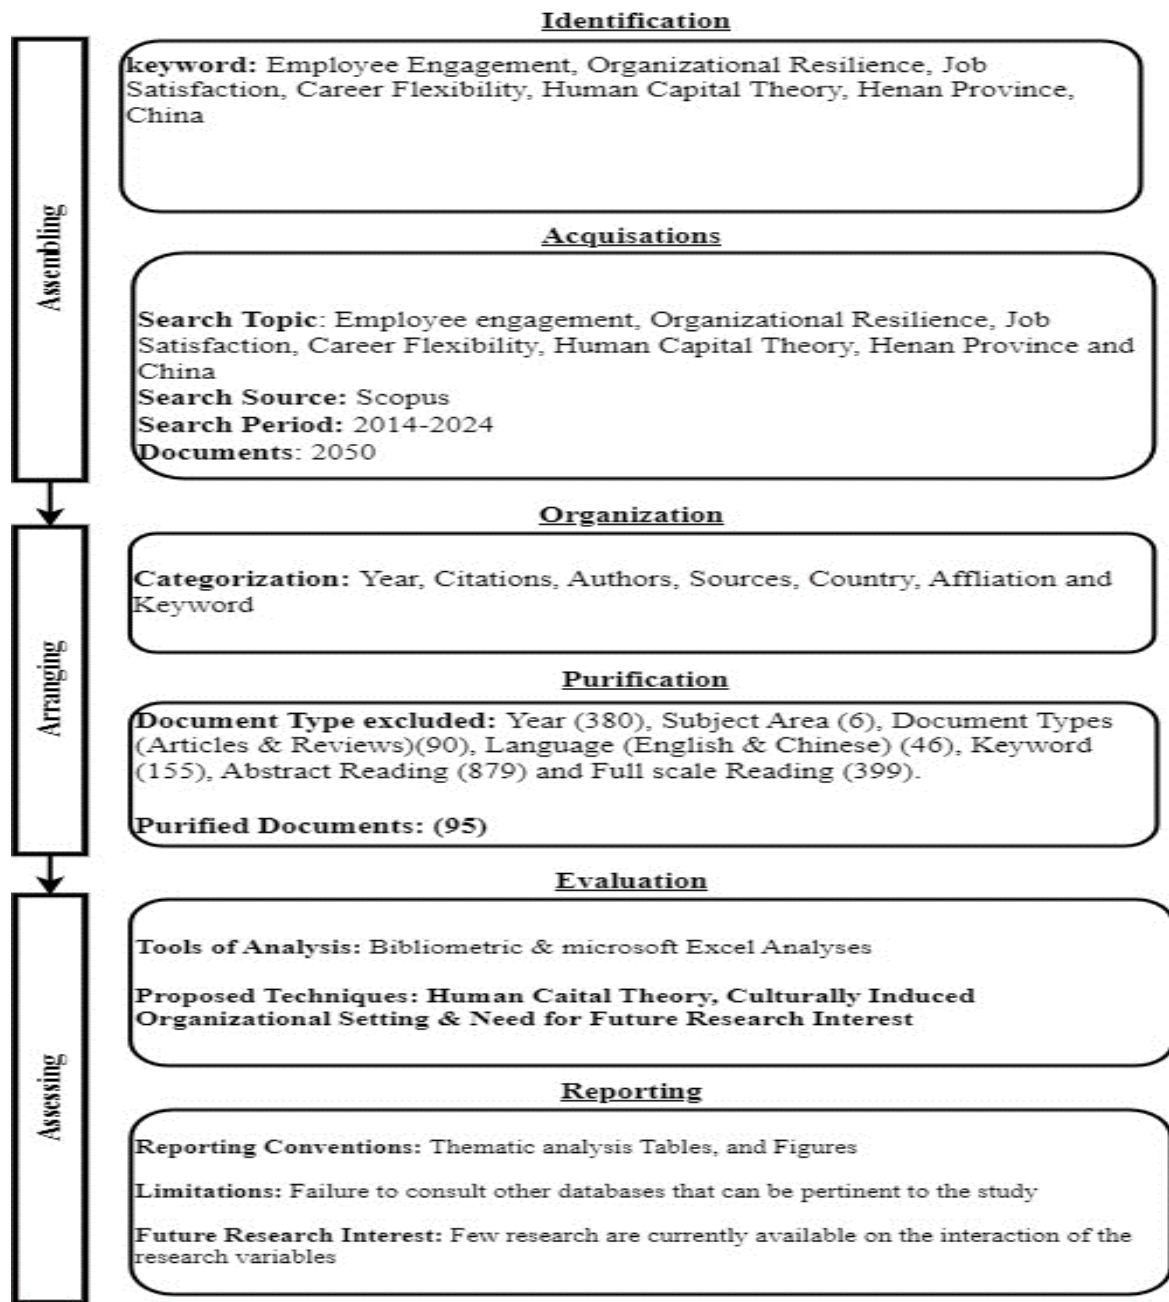 Identification
Assembling
keyword: Employee Engagement, Organizational Resilience, Job
Satisfaction, Career Flexibility, Human Capital Theory, Henan Province,
China
Acquisations
Search Topic: Employee engagement, Organizational Resilience, Job
Satisfaction, Career Flexibility, Human Capital Theory, Henan Province and
China
Search Source: Scopus
Search Period: 2014-2024
Documents: 2050
Organization
Arranging
Categorization: Year, Citations, Authors, Sources, Country, Affliation and
Keyword
Purification
Document Type excluded: Year (380), Subject Area (6), Document Types
(Articles & Reviews)(90), Language (English & Chinese) (46), Keyword
(155), Abstract Reading (879) and Full scale Reading (399).
Purified Documents: (95)
Evaluation
Assessing
Tools of Analysis: Bibliometric & microsoft Excel Analyses
Proposed Techniques: Human Caital Theory, Culturally Induced
Organizational Setting & Need for Future Research Interest
Reporting
Reporting Conventions: Thematic analysis Tables, and Figures
Limitations: Failure to consult other databases that can be pertinent to the study
Future Research Interest: Few research are currently available on the interaction of the
research variables